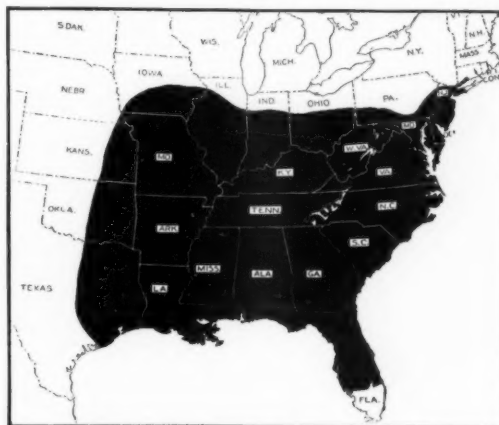 S.DAK.
WIS.
MICH.
N.Y.
N.H.
MASS
CON
IOWA
NEBR
ILL.
IND.
OHIO
PA.
MD
KANS.
MO
KY.
W.VA
VA
OKLA.
ARK
TENN
N.C
S.C
TEXAS
LA
MISS
ALA
GA
FLA.